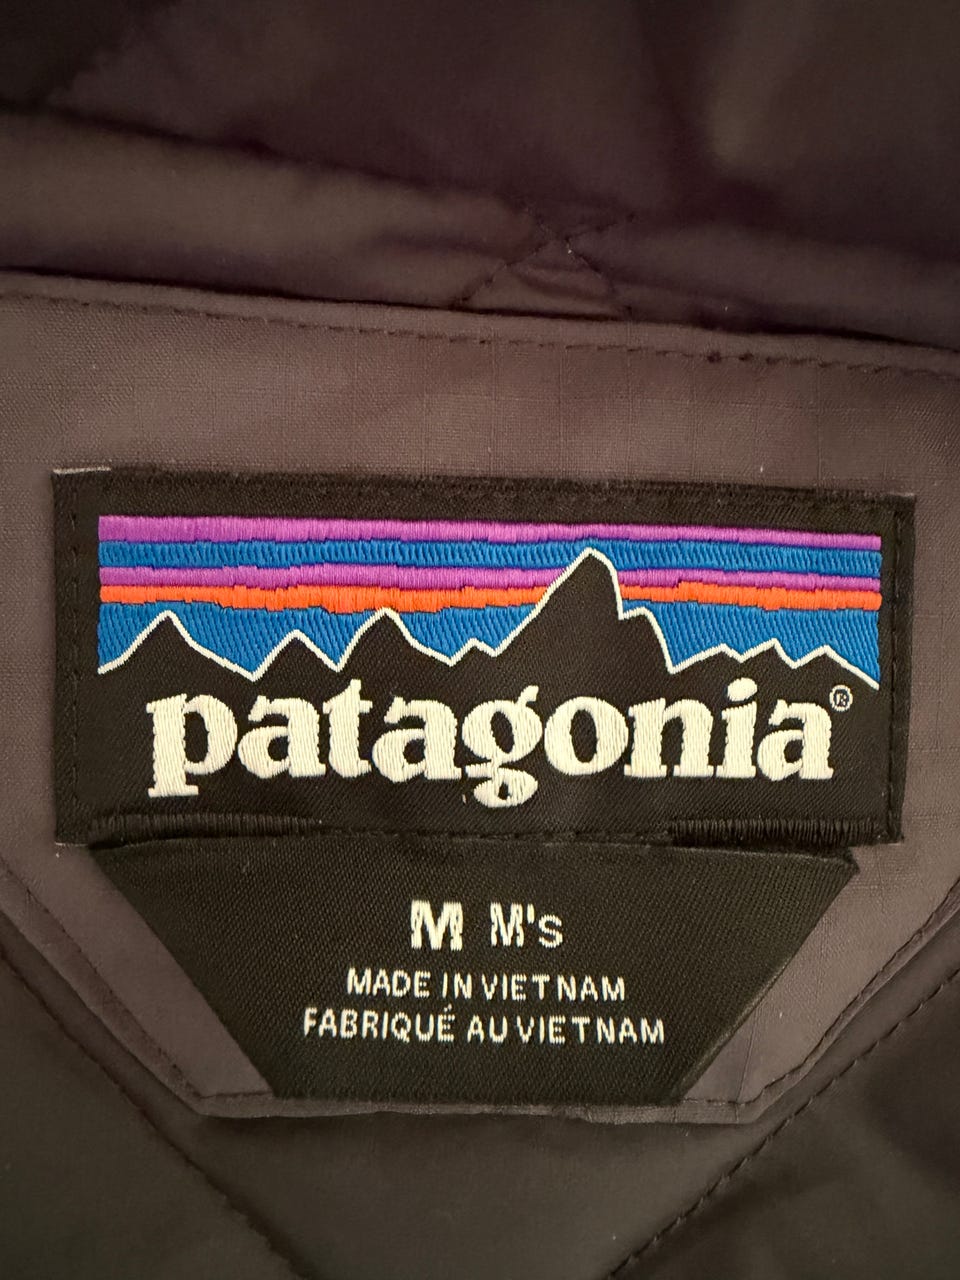 patagonia®
M M's
MADE IN VIETNAM
FABRIQUÉ AU VIETNAM